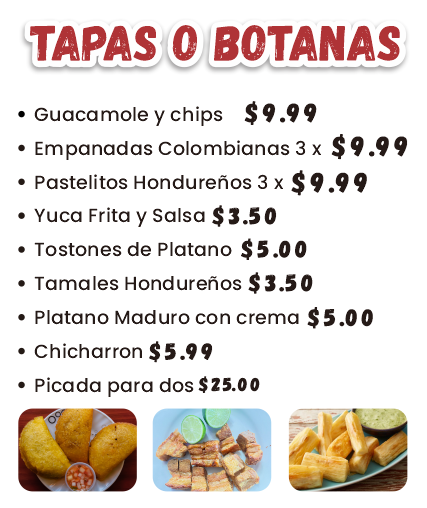 TAPAS O BOTANAS
• Guacamole y chips $9.99
• Empanadas Colombianas 3 x $9.99
• Pastelitos Hondureños 3 x $9.99
• Yuca Frita y Salsa $3.50
• Tostones de Platano $5.00
• Tamales Hondureños $3.50
• Platano Maduro con crema $5.00
• Chicharron $5.99
• Picada para dos $25.00